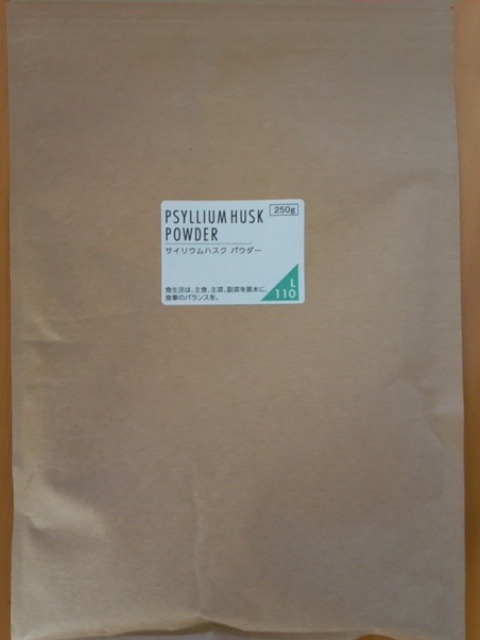 PSYLLIUM HUSK 250g
POWDER
サイリウムハスク パウダー
食生活は、主食、主菜、副菜を基本に、
食事のバランスを。
L
110